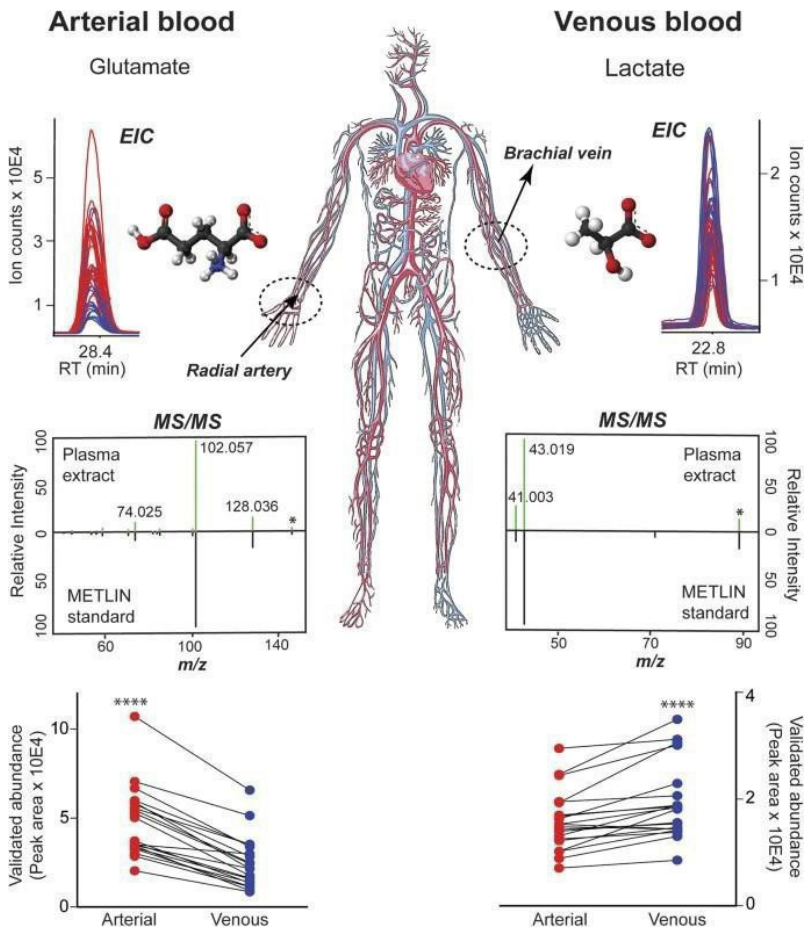 Arterial blood
Venous blood
Glutamate
Lactate
EIC
EIC
Ion counts x 10E4
5
3
1
28.4
RT (min)
Radial artery
Brachial vein
Ion counts x 10E4
2
1
22.8
RT (min)
MS/MS
Relative Intensity
100
50
0
50
100
Plasma
extract
102.057
74.025
128.036
*
METLIN
standard
60
100
140
m/z
MS/MS
43.019
41.003
Plasma
extract
*
METLIN
standard
100
50
0
50
100
Relative Intensity
50
70
90
m/z
Validated abundance
(Peak area x 10E4)
10
5
0
****
Arterial
Venous
****
4
2
0
Validated abundance
(Peak area x 10E4)
Arterial
Venous